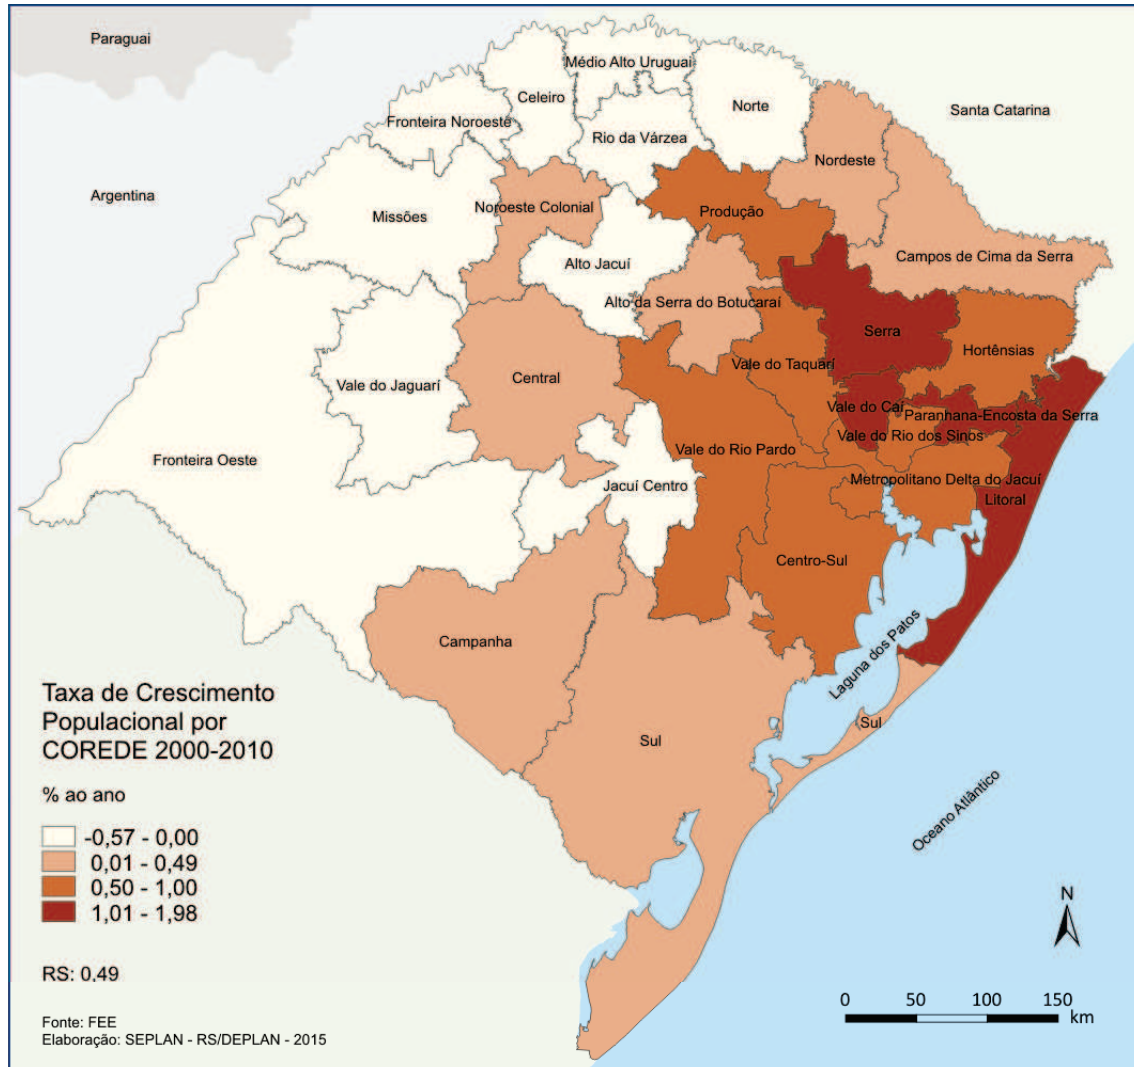 Paraguai
Médio Alto Uruguai
Celeiro
Norte
Santa Catarina
Fronteira Noroeste
Rio da Várzea
Nordeste
Argentina
Noroeste Colonial
Produção
Missões
Campos de Cima da Serra
Alto Jacuí
Alto da Serra do Botucaraí
Serra
Hortênsias
Vale do Taquarí
Central
Vale do Jaguarí
Vale do Caí
Paranhana-Encosta da Serra
Vale do Rio dos Sinos
Vale do Rio Pardo
Fronteira Oeste
Metropolitano Delta do Jacuí
Jacuí Centro
Litoral
Centro-Sul
Campanha
Laguna dos Patos
Sul
Sul
Oceano Atlântico
Taxa de Crescimento
Populacional por
COREDE 2000-2010
% ao ano
-0,57 - 0,00
0,01 - 0,49
0,50 - 1,00
1,01 - 1,98
RS: 0,49
N
0 50 100 150
km
Fonte: FEE
Elaboração: SEPLAN - RS/DEPLAN - 2015